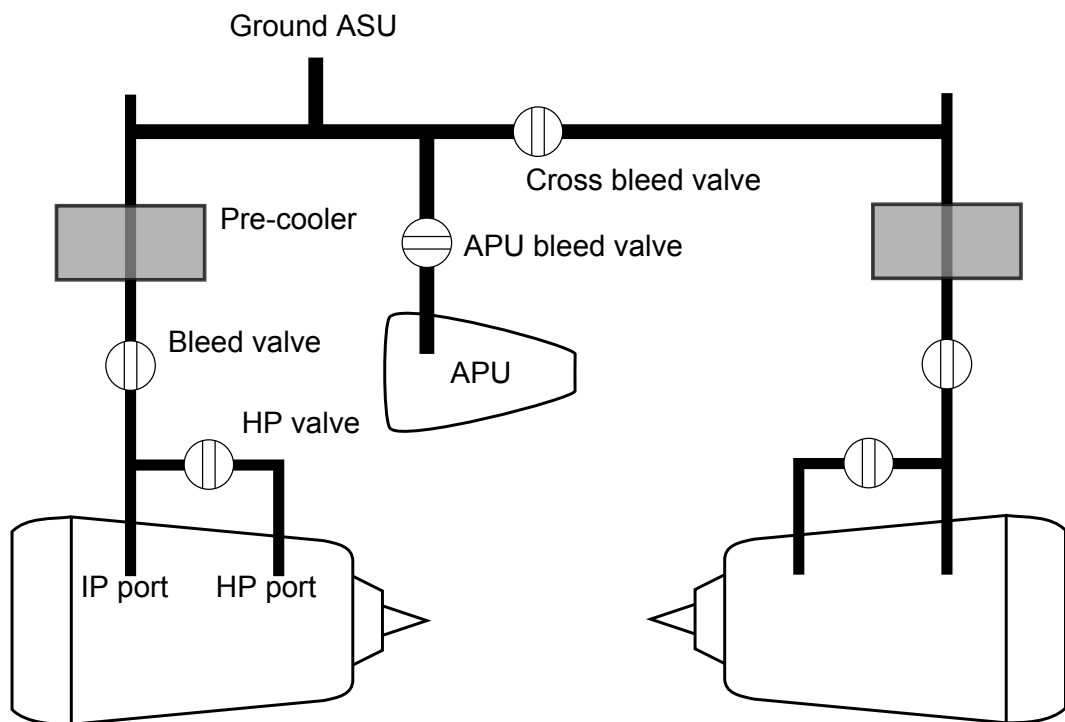 Ground ASU
Cross bleed valve
Pre-cooler
APU bleed valve
Bleed valve
APU
HP valve
IP port
HP port